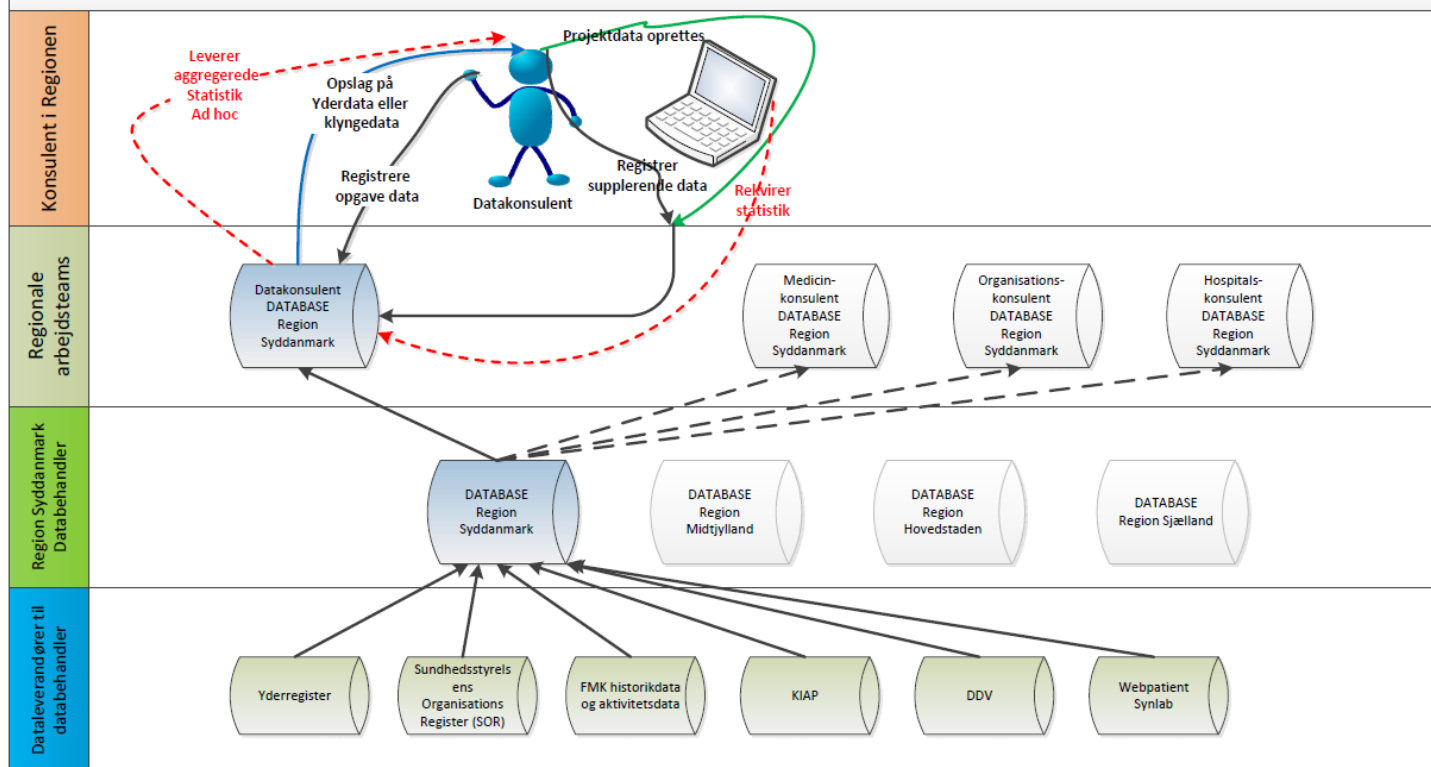 Konsulent i Regionen
Leverer
aggregerede
Statistik
Ad hoc
Opslag på
Yderdata eller
klyngedata
Registrere
opgave data
Datakonsulent
Projektdata oprettes
Registrer
supplerende data
Rekvirer
statistik
Regionale
arbejdsteams
Datakonsulent
DATABASE
Region
Syddanmark
Medicin-
konsulent
DATABASE
Region
Syddanmark
Organisations-
konsulent
DATABASE
Region
Syddanmark
Hospitals-
konsulent
DATABASE
Region
Syddanmark
Region Syddanmark
Databehandler
DATABASE
Region
Syddanmark
DATABASE
Region
Midtjylland
DATABASE
Region
Hovedstaden
DATABASE
Region Sjælland
Dataleverandører til
databehandler
Yderregister
Sundhedsstyrels
ens
Organisations
Register (SOR)
FMK historikdata
og aktivitetsdata
KIAP
DDV
Webpatient
Synlab